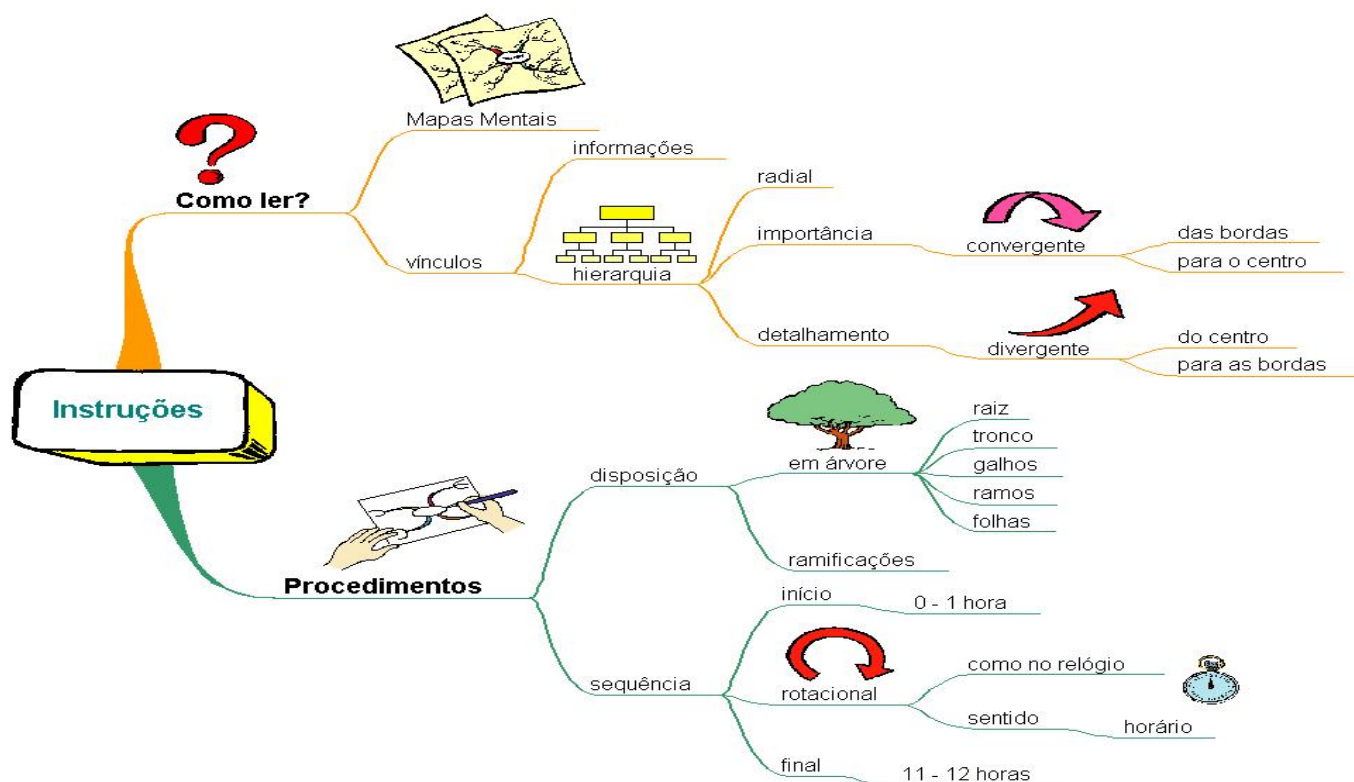 Mapas Mentais
informações
Como ler?
radial
importância
convergente
das bordas
para o centro
vínculos
hierarquia
detalhamento
divergente
do centro
para as bordas
Instruções
disposição
em árvore
raiz
tronco
galhos
ramos
folhas
ramificações
Procedimentos
início
0 - 1 hora
sequência
rotacional
como no relógio
sentido
horário
final
11 - 12 horas